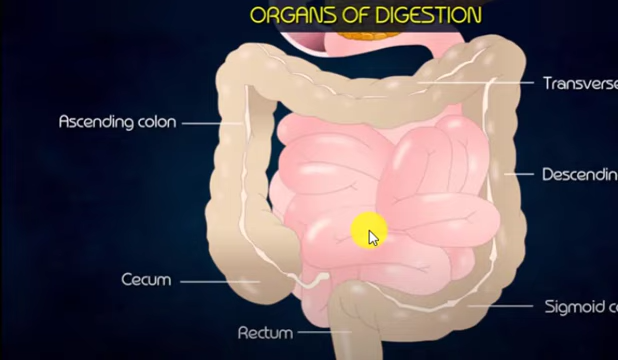 ORGANS OF DIGESTION
Transverse
Ascending colon
Descendin
Cecum
Sigmoid c
Rectum